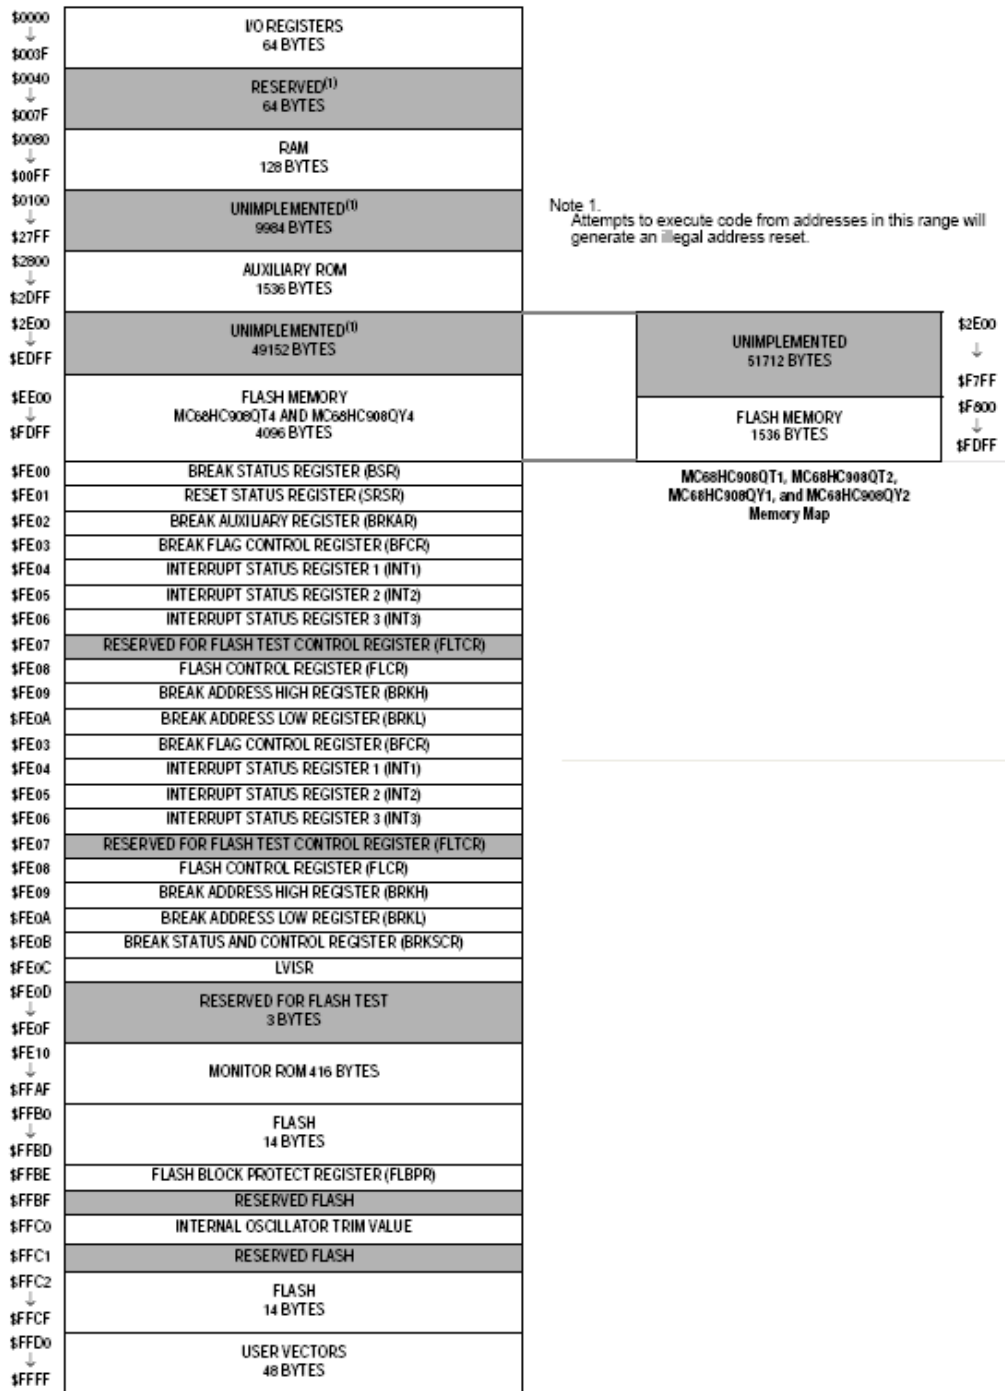 $0000
↓
$003F
I/O REGISTERS
64 BYTES
$0040
↓
$007F
RESERVED(1)
64 BYTES
$0080
↓
$00FF
RAM
128 BYTES
$0100
↓
$27FF
UNIMPLEMENTED(1)
9984 BYTES
Note 1.
Attempts to execute code from addresses in this range will
generate an illegal address reset.
$2800
↓
$2DFF
AUXILIARY ROM
1536 BYTES
$2E00
↓
$EDFF
UNIMPLEMENTED(1)
49152 BYTES
UNIMPLEMENTED
51712 BYTES
$2E00
↓
$F7FF
$EE00
↓
$FDFF
FLASH MEMORY
MC68HC908QT4 AND MC68HC908QY4
4096 BYTES
FLASH MEMORY
1536 BYTES
$F800
↓
$FDFF
MC68HC908QT1, MC68HC908QT2,
MC68HC908QY1, and MC68HC908QY2
Memory Map
$FE00 BREAK STATUS REGISTER (BSR)
$FE01 RESET STATUS REGISTER (SRSR)
$FE02 BREAK AUXILIARY REGISTER (BRKAR)
$FE03 BREAK FLAG CONTROL REGISTER (BFCR)
$FE04 INTERRUPT STATUS REGISTER 1 (INT1)
$FE05 INTERRUPT STATUS REGISTER 2 (INT2)
$FE06 INTERRUPT STATUS REGISTER 3 (INT3)
$FE07 RESERVED FOR FLASH TEST CONTROL REGISTER (FLTCR)
$FE08 FLASH CONTROL REGISTER (FLCR)
$FE09 BREAK ADDRESS HIGH REGISTER (BRKH)
$FE0A BREAK ADDRESS LOW REGISTER (BRKL)
$FE03 BREAK FLAG CONTROL REGISTER (BFCR)
$FE04 INTERRUPT STATUS REGISTER 1 (INT1)
$FE05 INTERRUPT STATUS REGISTER 2 (INT2)
$FE06 INTERRUPT STATUS REGISTER 3 (INT3)
$FE07 RESERVED FOR FLASH TEST CONTROL REGISTER (FLTCR)
$FE08 FLASH CONTROL REGISTER (FLCR)
$FE09 BREAK ADDRESS HIGH REGISTER (BRKH)
$FE0A BREAK ADDRESS LOW REGISTER (BRKL)
$FE0B BREAK STATUS AND CONTROL REGISTER (BRKSCR)
$FE0C LVISR
$FE0D
↓
$FE0F
RESERVED FOR FLASH TEST
3 BYTES
$FE10
↓
$FFAF
MONITOR ROM 416 BYTES
$FFB0
↓
$FFBD
FLASH
14 BYTES
$FFBE FLASH BLOCK PROTECT REGISTER (FLBPR)
$FFBF RESERVED FLASH
$FFC0 INTERNAL OSCILLATOR TRIM VALUE
$FFC1 RESERVED FLASH
$FFC2
↓
$FFCF
FLASH
14 BYTES
$FFD0
↓
$FFFF
USER VECTORS
48 BYTES